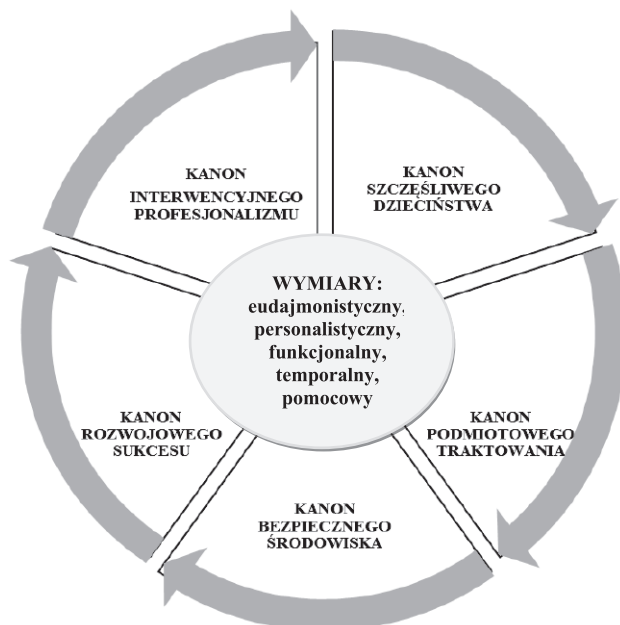 KANON
INTERWENCYJNEGO
PROFESJONALIZMU
KANON
SZCZĘŚLIWEGO
DZIECIŃSTWA
WYMIARY:
eudajmonistyczny,
personalistyczny,
funkcjonalny,
temporalny,
pomocowy
KANON
ROZWOJOWEGO
SUKCESU
KANON
PODMIOTOWEGO
TRAKTOWANIA
KANON
BEZPIECZNEGO
ŚRODOWISKA